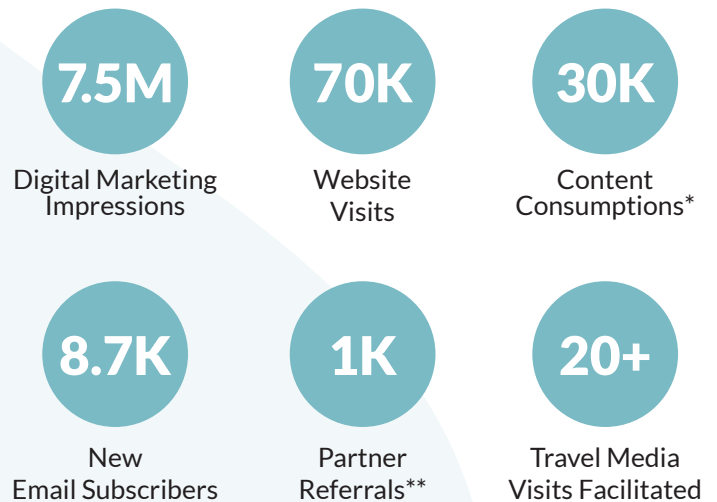 7.5M
Digital Marketing
Impressions
70K
Website
Visits
30K
Content
Consumptions*
8.7K
New
Email Subscribers
1K
Partner
Referrals**
20+
Travel Media
Visits Facilitated